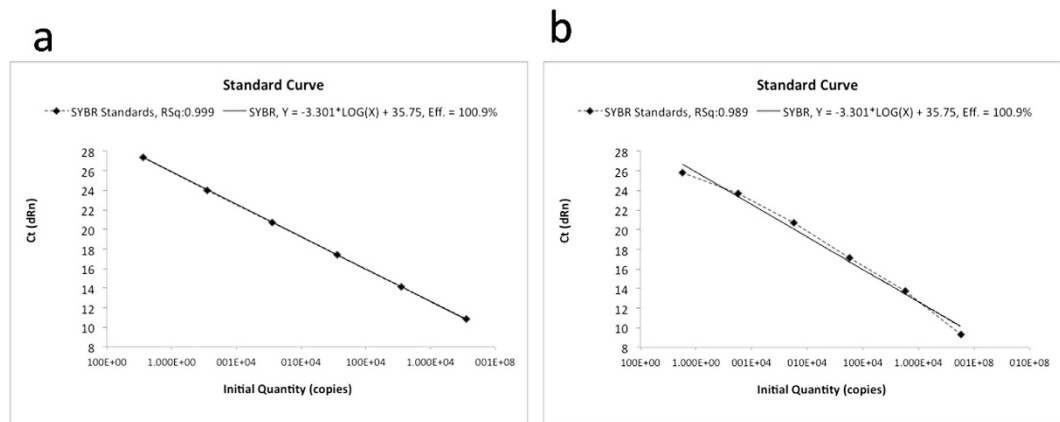 a
Standard Curve
SYBR Standards, RSq:0.999 SYBR, Y = -3.301*LOG(X) + 35.75, Eff. = 100.9%
Ct (dRn)
28
26
24
22
20
18
16
14
12
10
8
100E+00 1.000E+00 001E+04 010E+04 100E+04 1.000E+04 001E+08
Initial Quantity (copies)
b
Standard Curve
SYBR Standards, RSq:0.989 SYBR, Y = -3.301*LOG(X) + 35.75, Eff. = 100.9%
Ct (dRn)
28
26
24
22
20
18
16
14
12
10
8
100E+00 1.000E+00 001E+04 010E+04 100E+04 1.000E+04 001E+08 010E+08
Initial Quantity (copies)